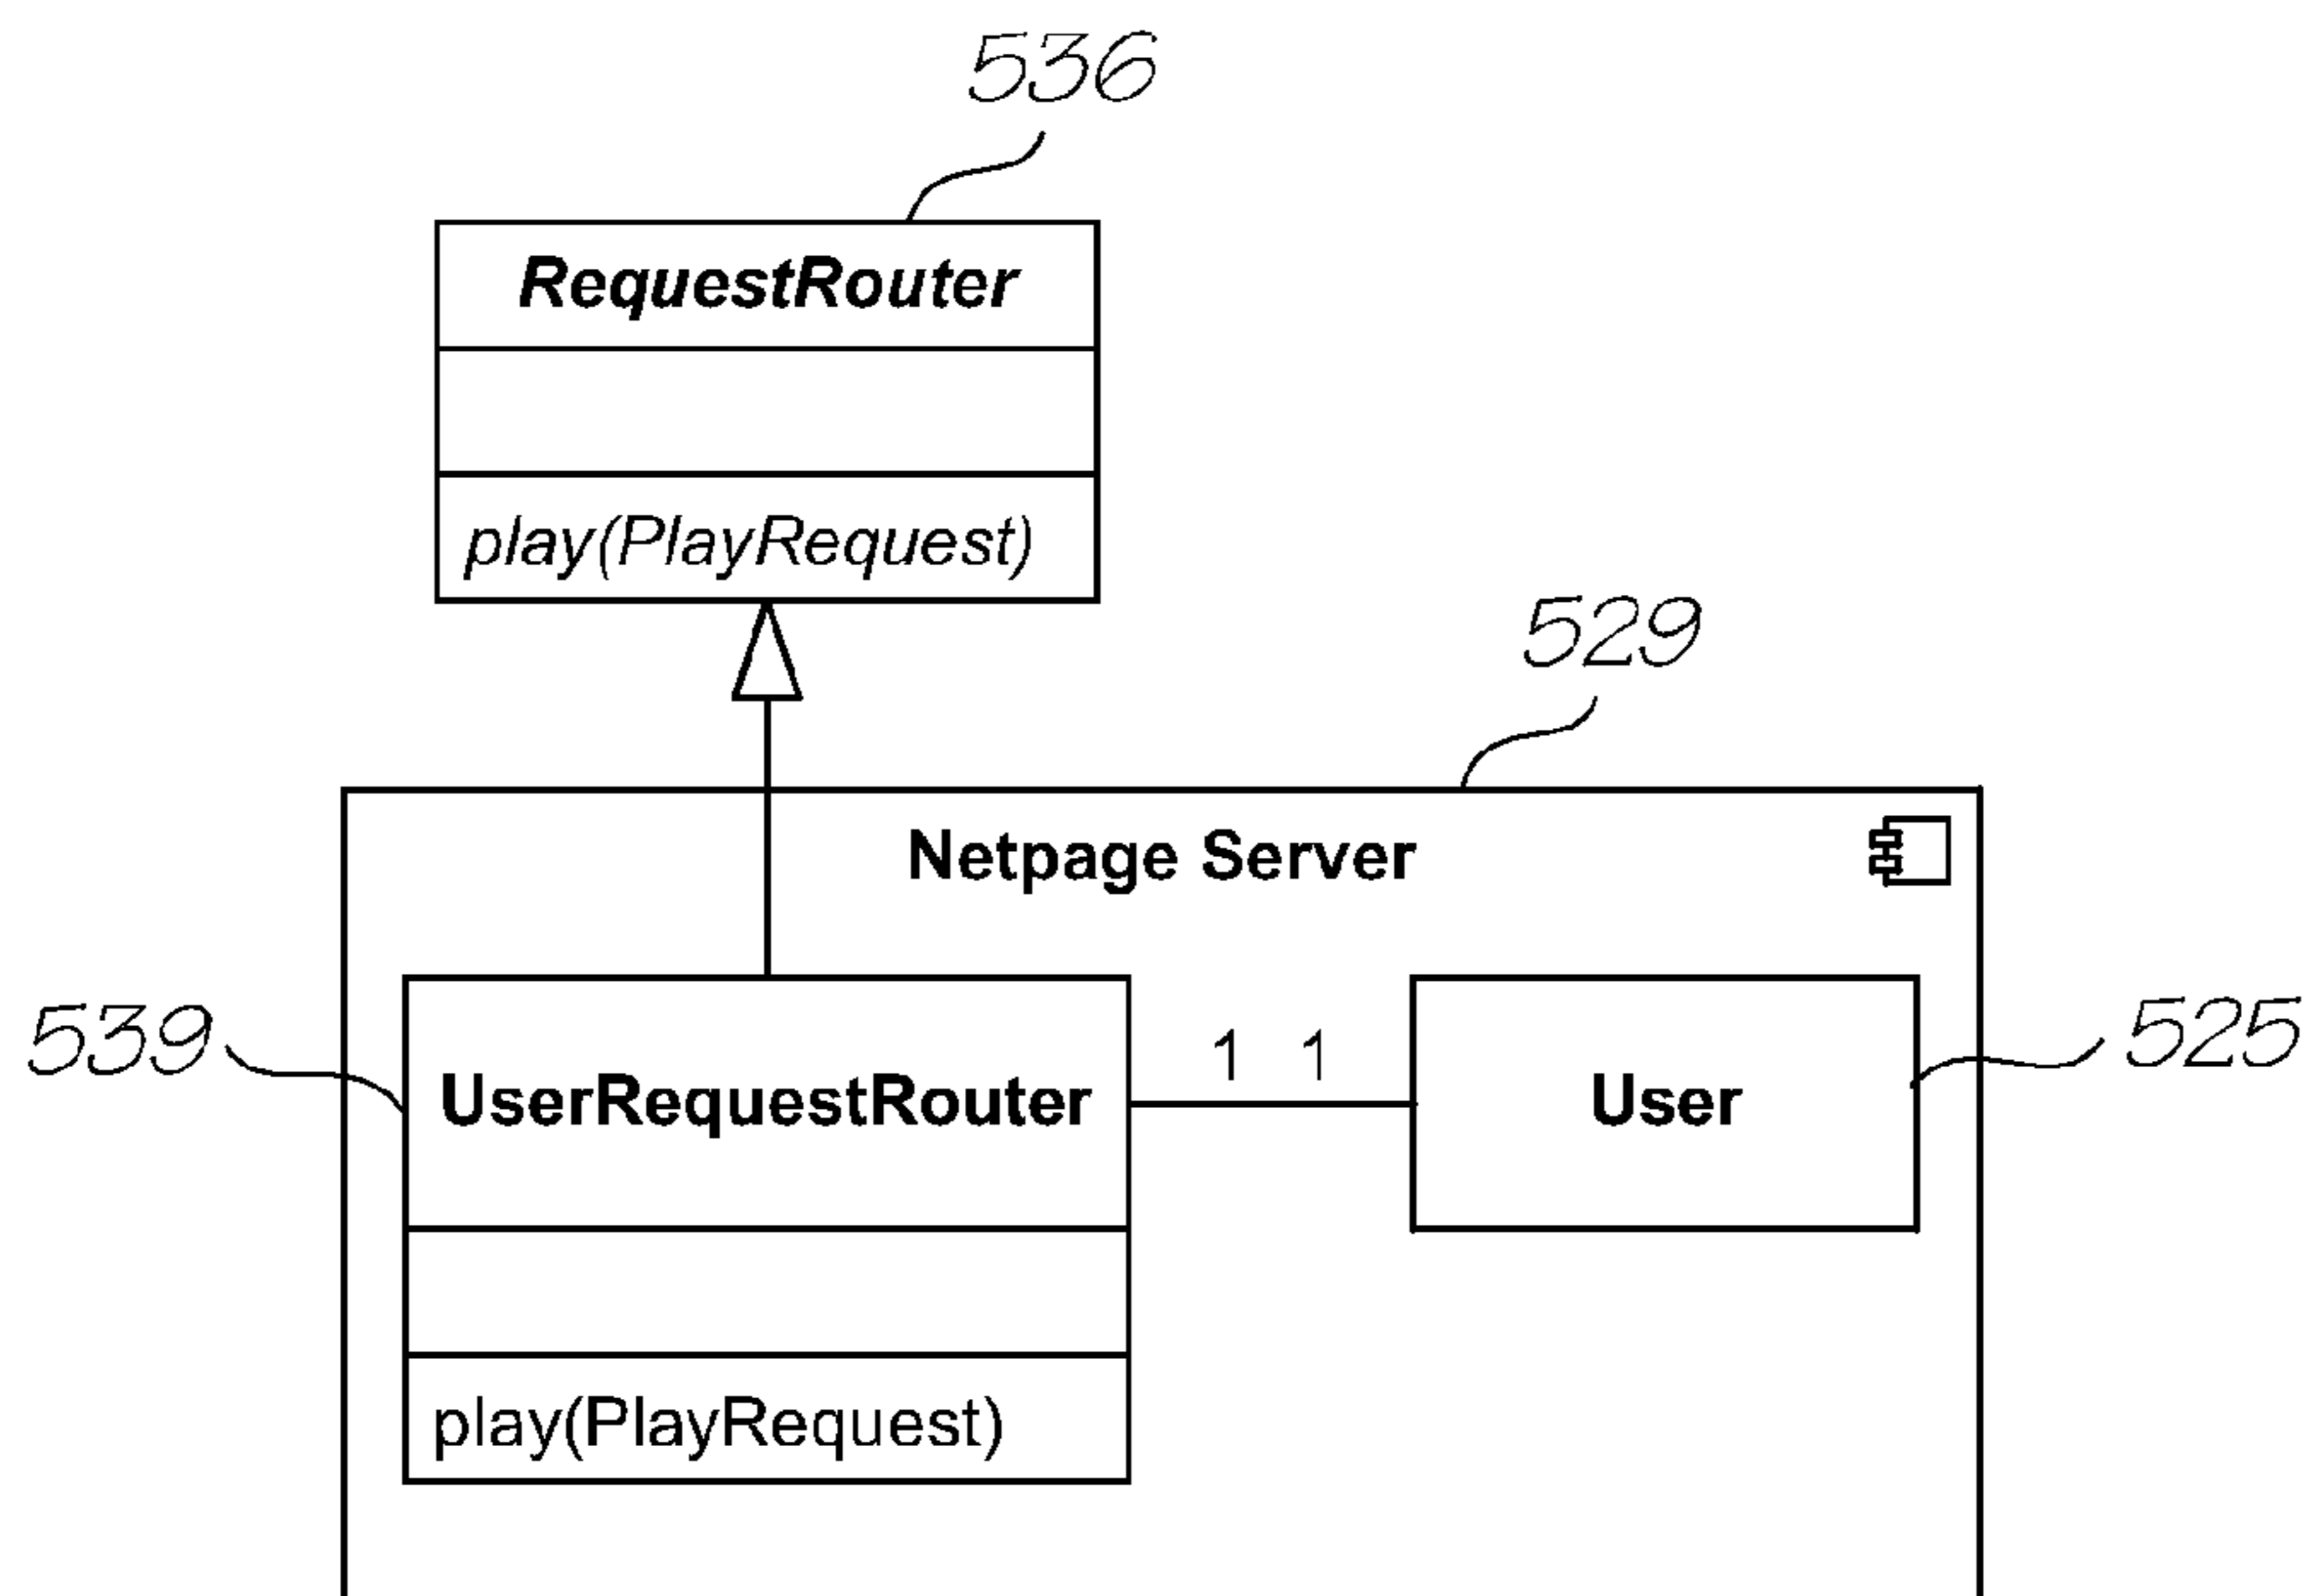 536
RequestRouter
play(PlayRequest)
529
Netpage Server
539
1 1
525
UserRequestRouter
User
play(PlayRequest)